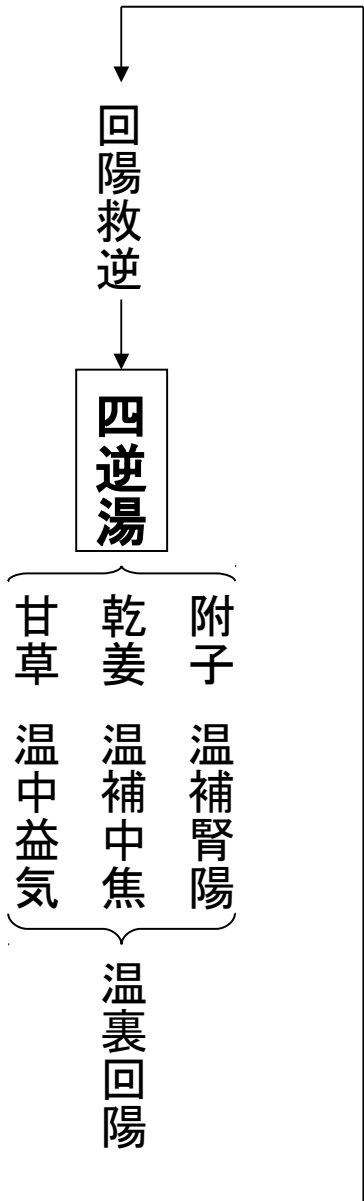 回陽救逆
四逆湯
附子 温補腎陽
乾姜 温補中焦
甘草 温中益気
温裏回陽